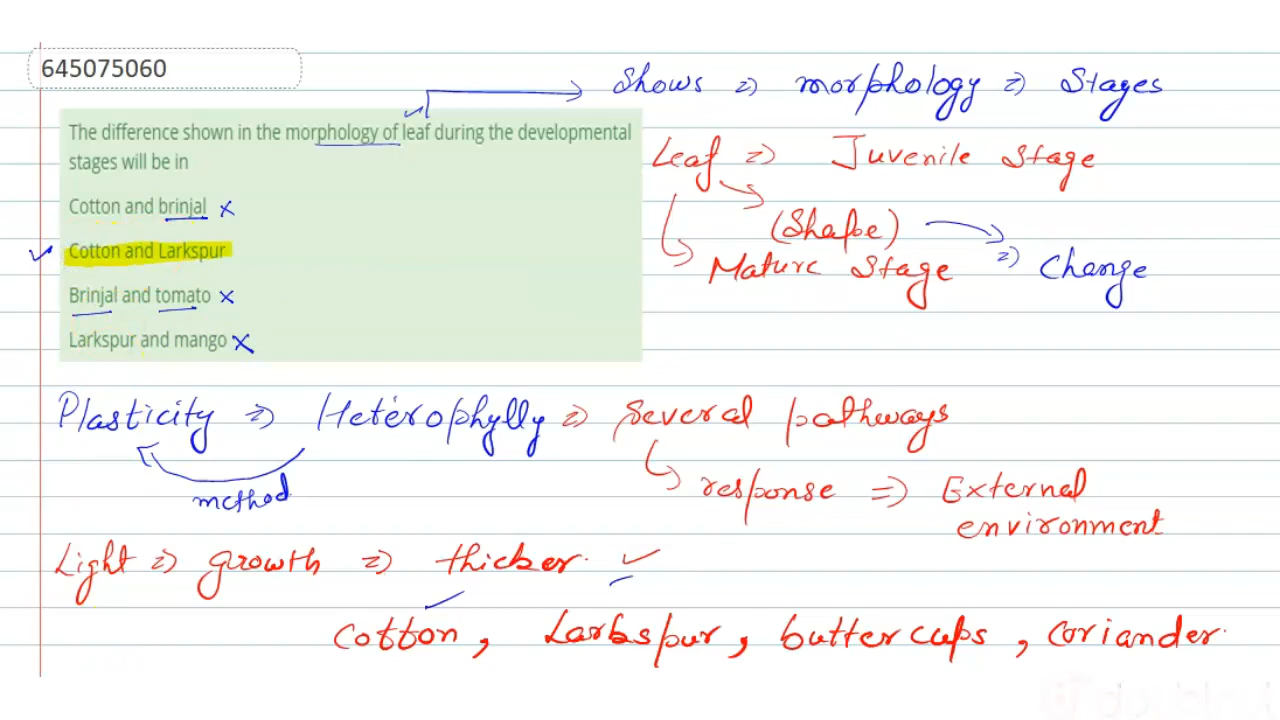 645075060
Shows ⇒ morphology ⇒ Stages
The difference shown in the morphology of leaf during the developmental
stages will be in
Leaf ⇒ Juvenile Stage
Cotton and brinjal x
(Shape)
Cotton and Larkspur
Mature Stage ⇒ Change
Brinjal and tomato x
Larkspur and mango x
Plasticity ⇒ Heterophylly ⇒ Several pathways
method
response ⇒ External
environment
Light ⇒ growth ⇒ thicker.
cotton, Larkspur, buttercups, coriander.
doubtnut